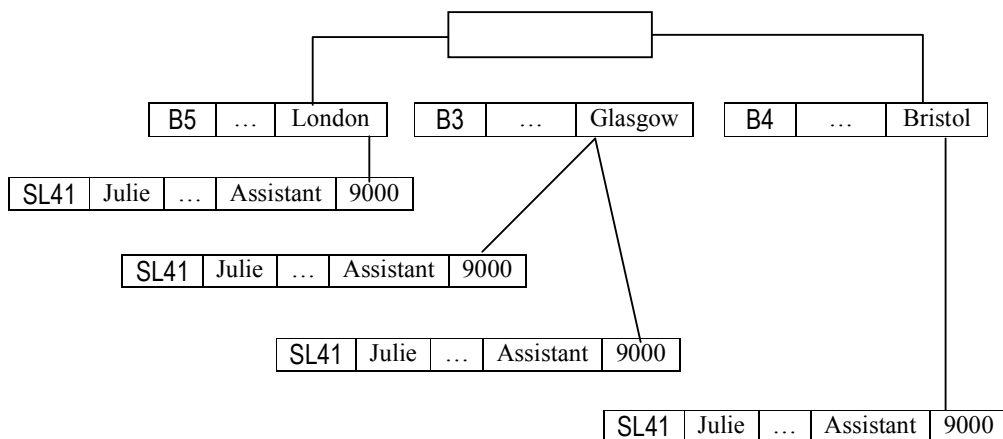 B5 … London B3 … Glasgow B4 … Bristol
SL41 Julie … Assistant 9000
SL41 Julie … Assistant 9000
SL41 Julie … Assistant 9000
SL41 Julie … Assistant 9000